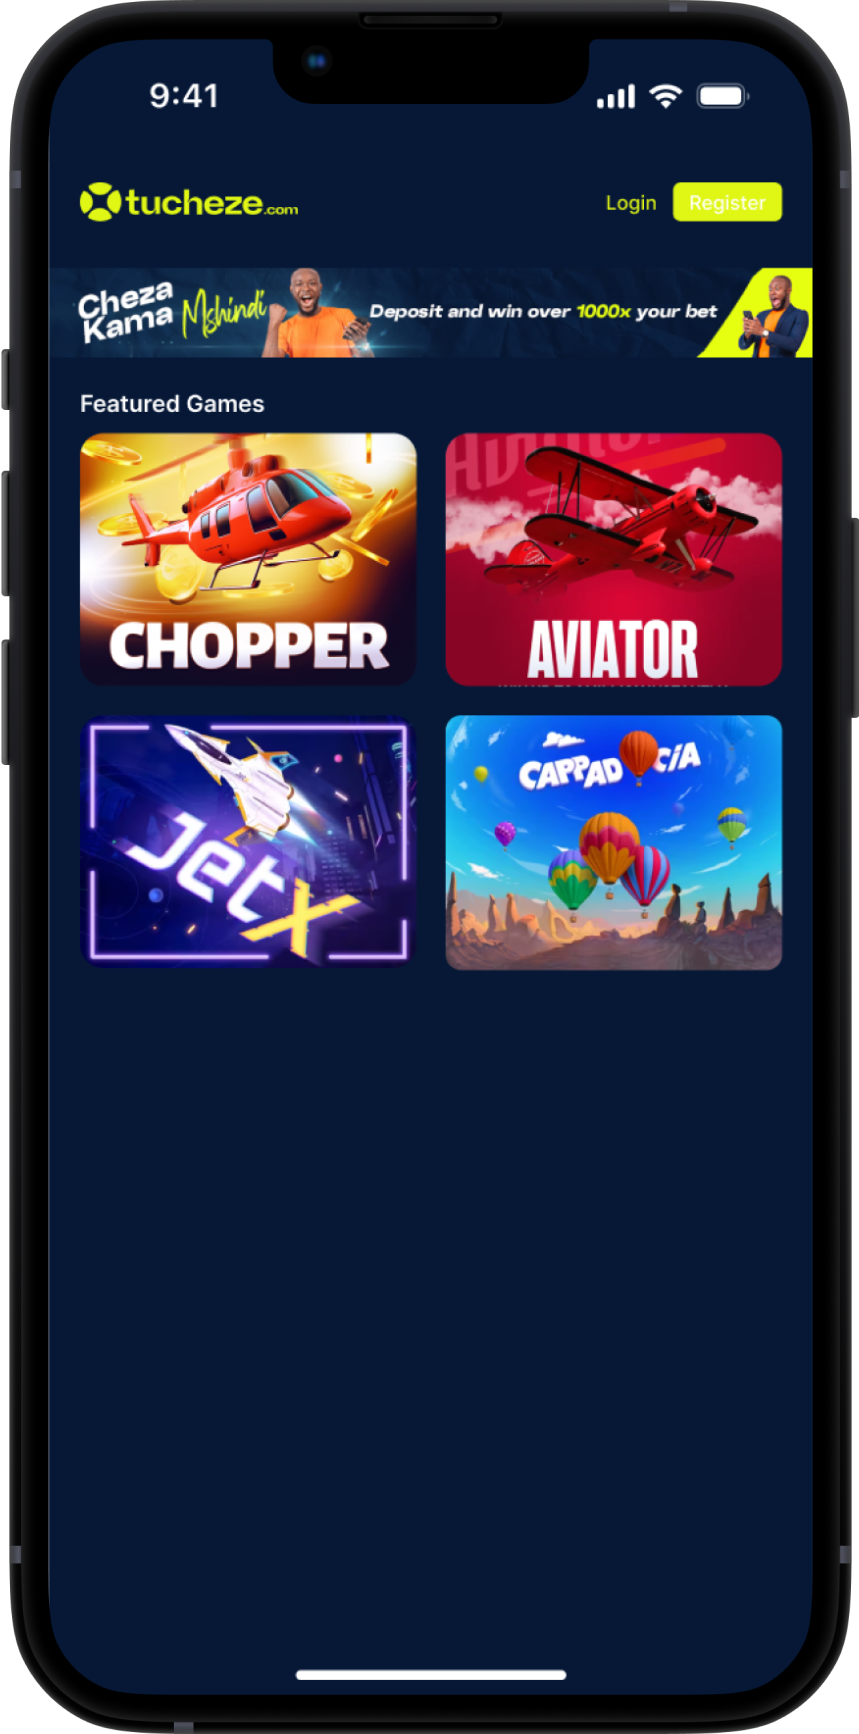 9:41
tucheze.com
Login
Register
Cheza
Kama
Mshindi
Deposit and win over 1000x your bet
Featured Games
CHOPPER
AVIATOR
JetX
CAPPADOCIA